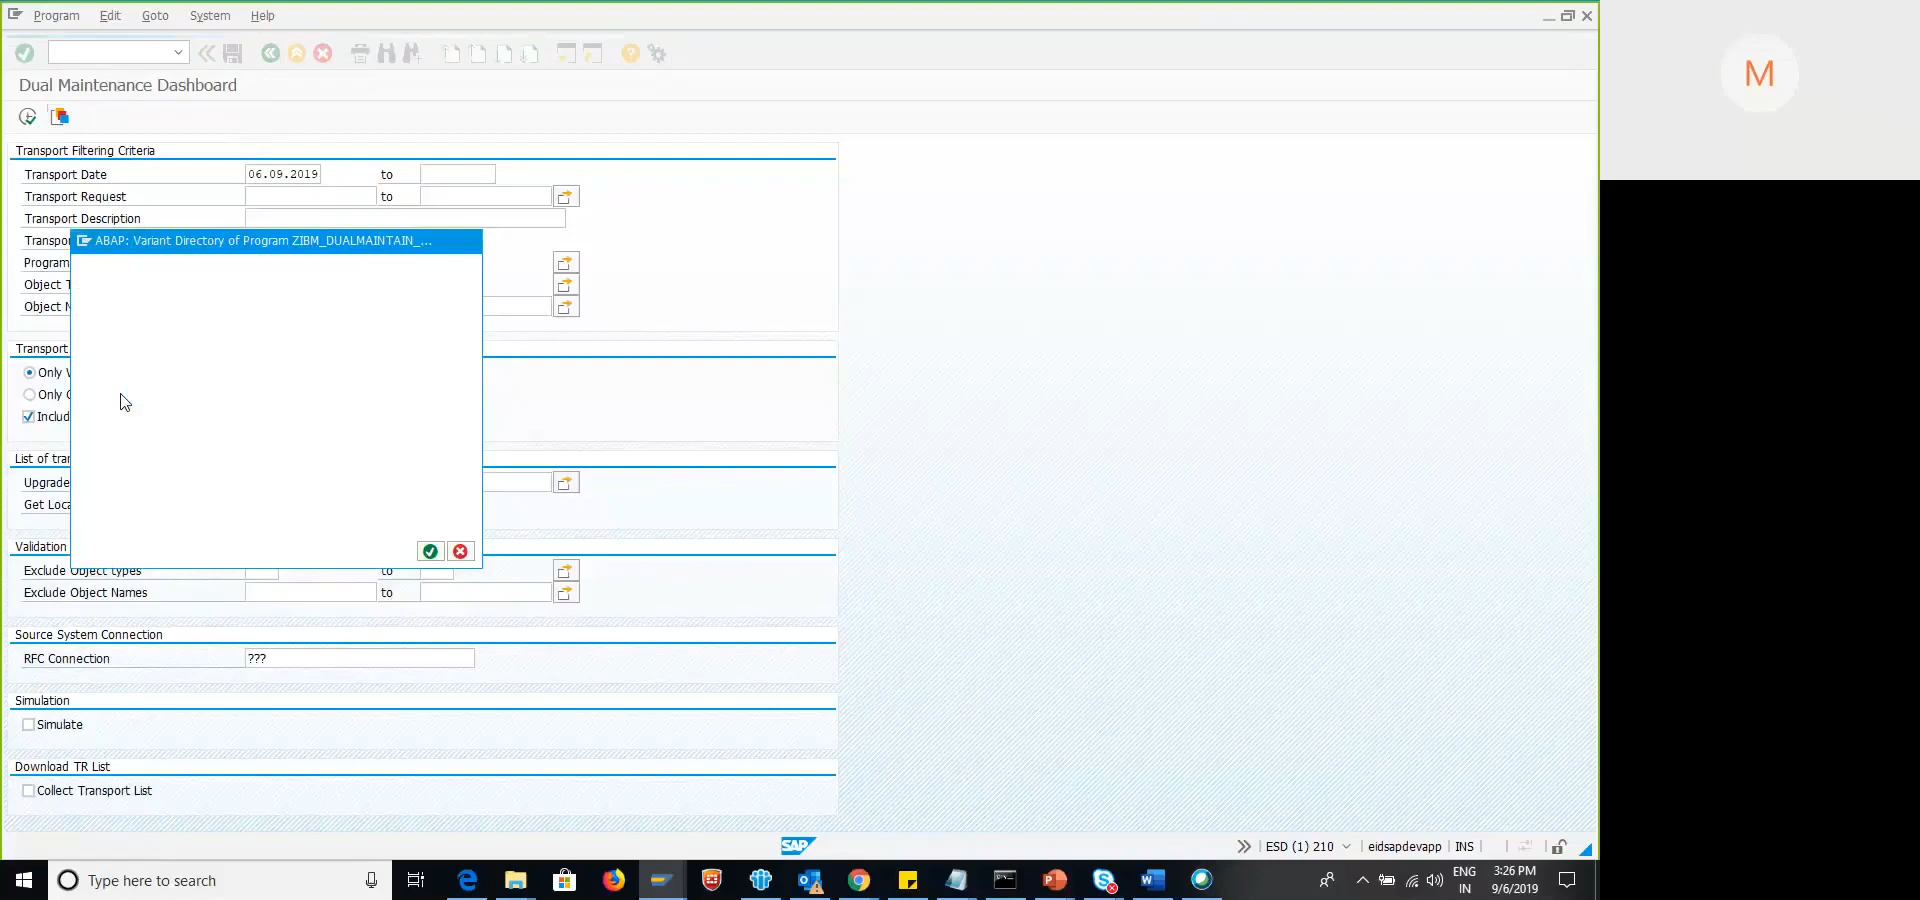 Program Edit Goto System Help
Dual Maintenance Dashboard
M
Transport Filtering Criteria
Transport Date 06.09.2019 to
Transport Request to
Transport Description
ABAP: Variant Directory of Program ZIBM_DUALMAINTAIN_...
Program
Object
Object
Transport
Only
Only
Includ
List of tra
Upgrade
Get Loca
Validation
Exclude Object types to
Exclude Object Names to
Source System Connection
RFC Connection ???
Simulation
Simulate
Download TR List
Collect Transport List
SAP
ESD (1) 210 eidsapdevapp INS
Type here to search
ENG
IN
3:26 PM
9/6/2019